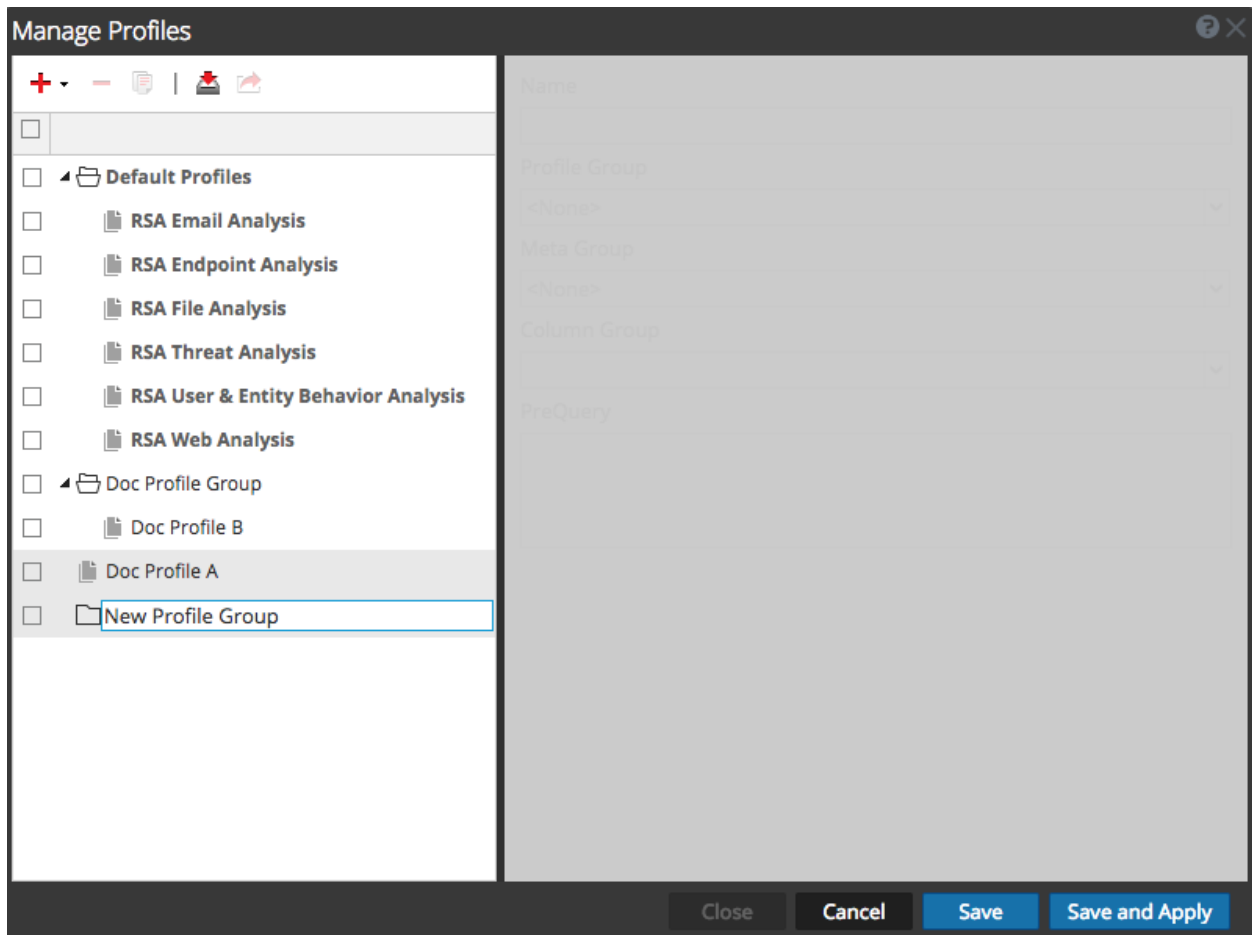 Manage Profiles
Name
Profile Group
<None>
Meta Group
<None>
Column Group
PreQuery
Default Profiles
RSA Email Analysis
RSA Endpoint Analysis
RSA File Analysis
RSA Threat Analysis
RSA User & Entity Behavior Analysis
RSA Web Analysis
Doc Profile Group
Doc Profile B
Doc Profile A
New Profile Group
Close
Cancel
Save
Save and Apply